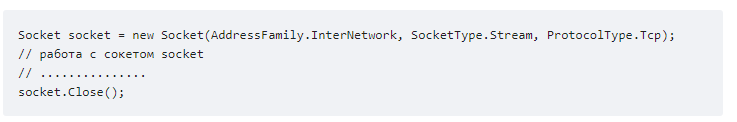 Socket socket = new Socket(AddressFamily.InterNetwork, SocketType.Stream, ProtocolType.Tcp);
// работа с сокетом socket
// ...............
socket.Close();